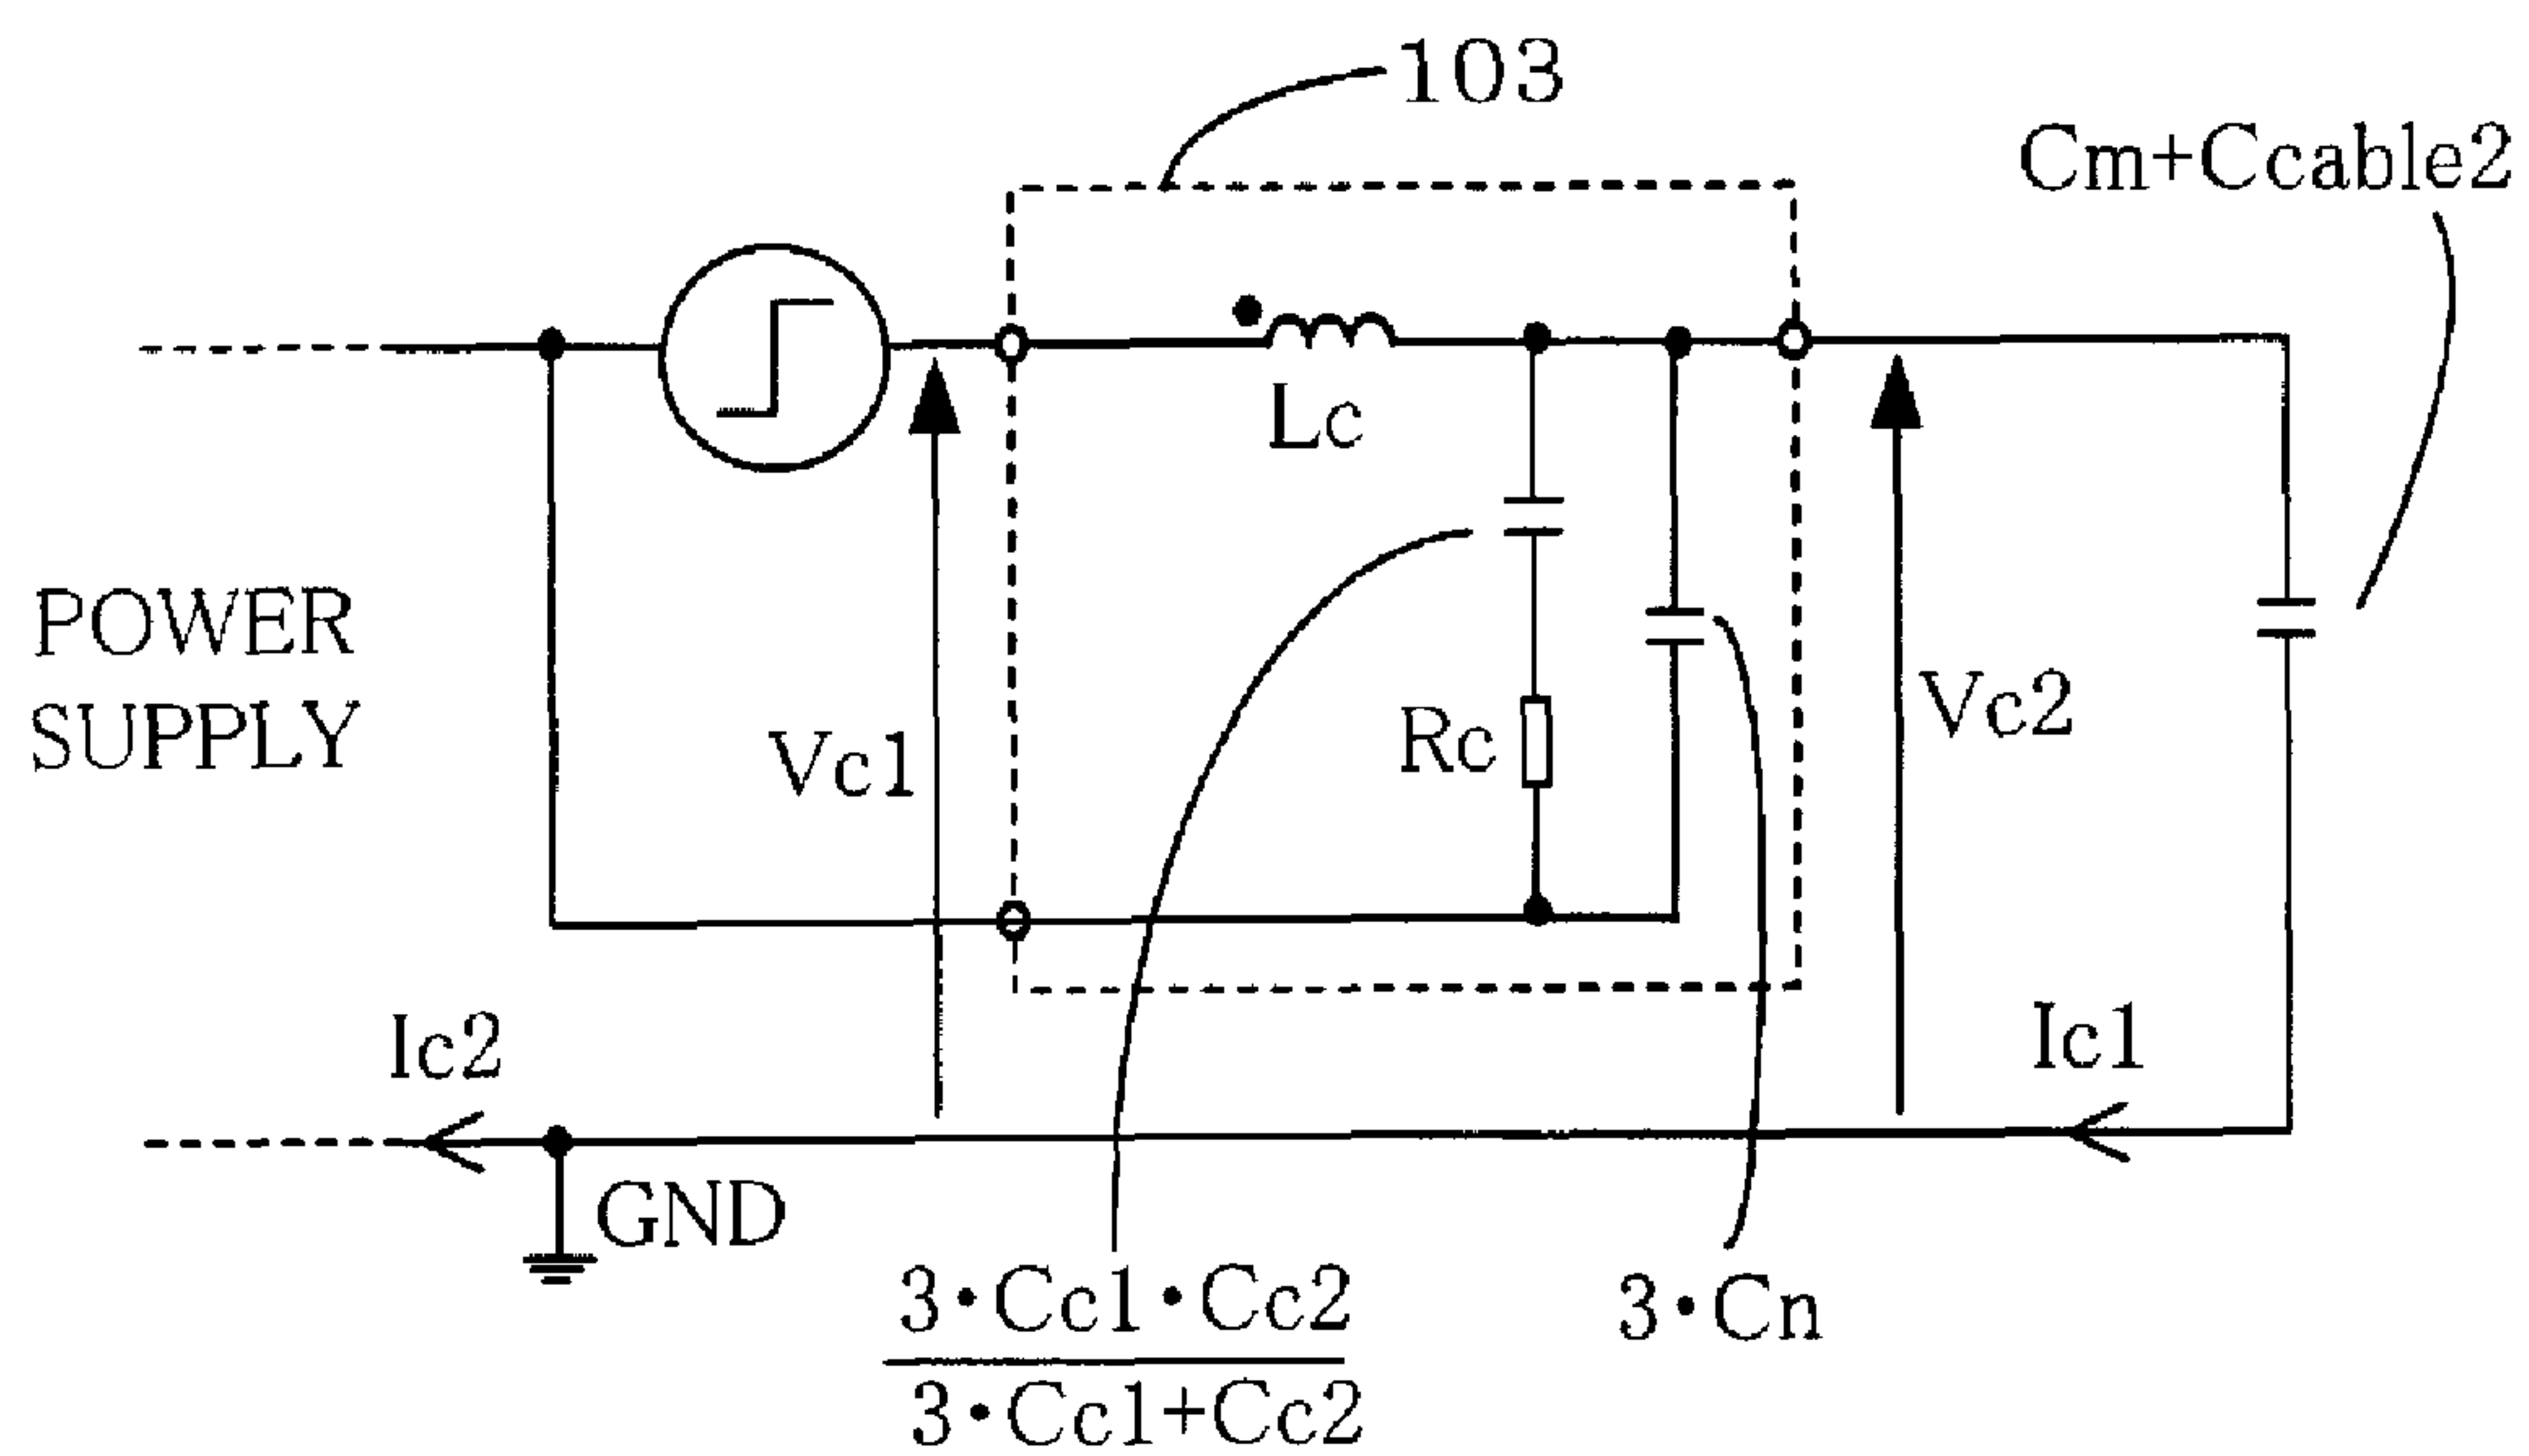 103
Cm+Ccable2
Lc
POWER
SUPPLY
Vc1
Rc
Vc2
Ic2
Ic1
GND
3·Cc1·Cc2
3·Cc1+Cc2
3·Cn